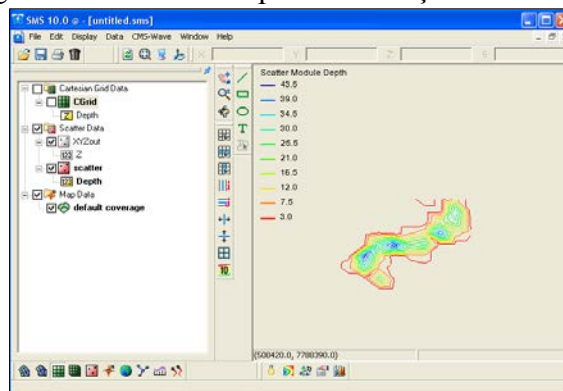 SMS 10.0 - [untitled.sms]
File Edit Display Data CMS-Wave Window Help
X: Y: Z: S:
Cartesian Grid Data
CGrid
Depth
Scatter Data
XYZout
Z
scatter
Depth
Map Data
default coverage
Scatter Module Depth
43.5
39.0
34.5
30.0
25.5
21.0
16.5
12.0
7.5
3.0
(500420.0, 7788390.0)